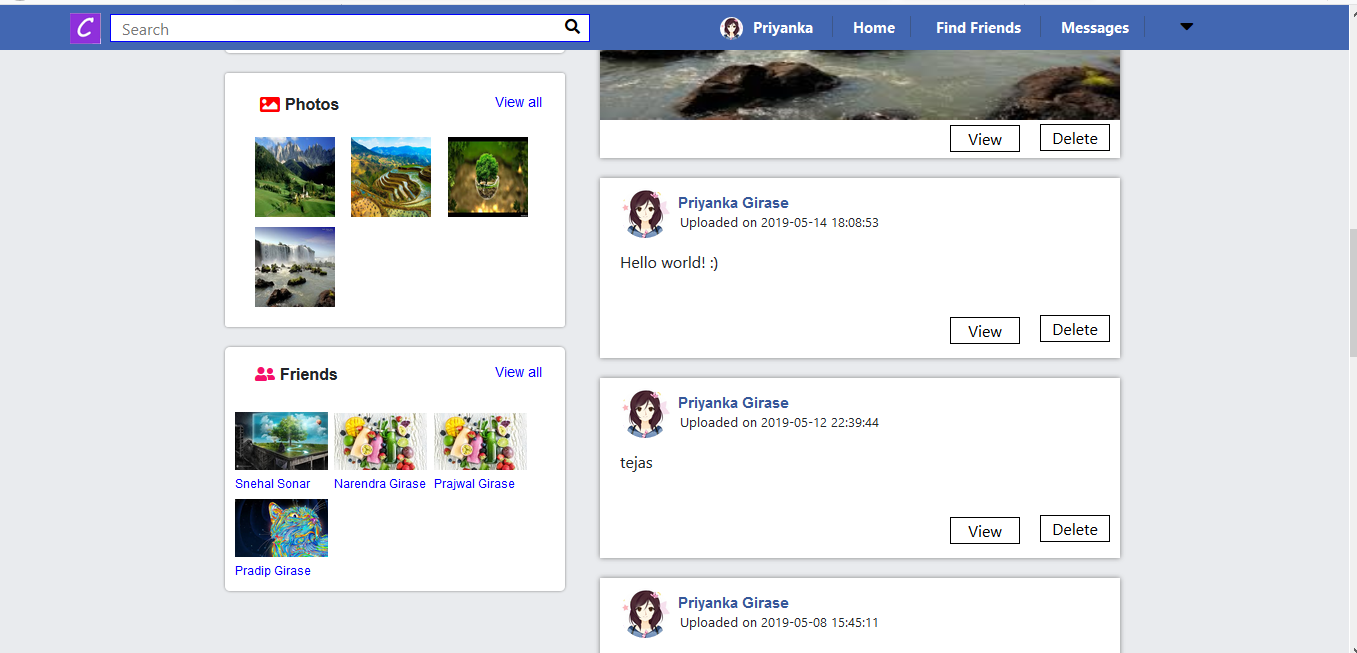 C
Search
Priyanka
Home
Find Friends
Messages
Photos
View all
Friends
View all
Snehal Sonar
Narendra Girase
Prajwal Girase
Pradip Girase
View
Delete
Priyanka Girase
Uploaded on 2019-05-14 18:08:53
Hello world! :)
View
Delete
Priyanka Girase
Uploaded on 2019-05-12 22:39:44
tejas
View
Delete
Priyanka Girase
Uploaded on 2019-05-08 15:45:11